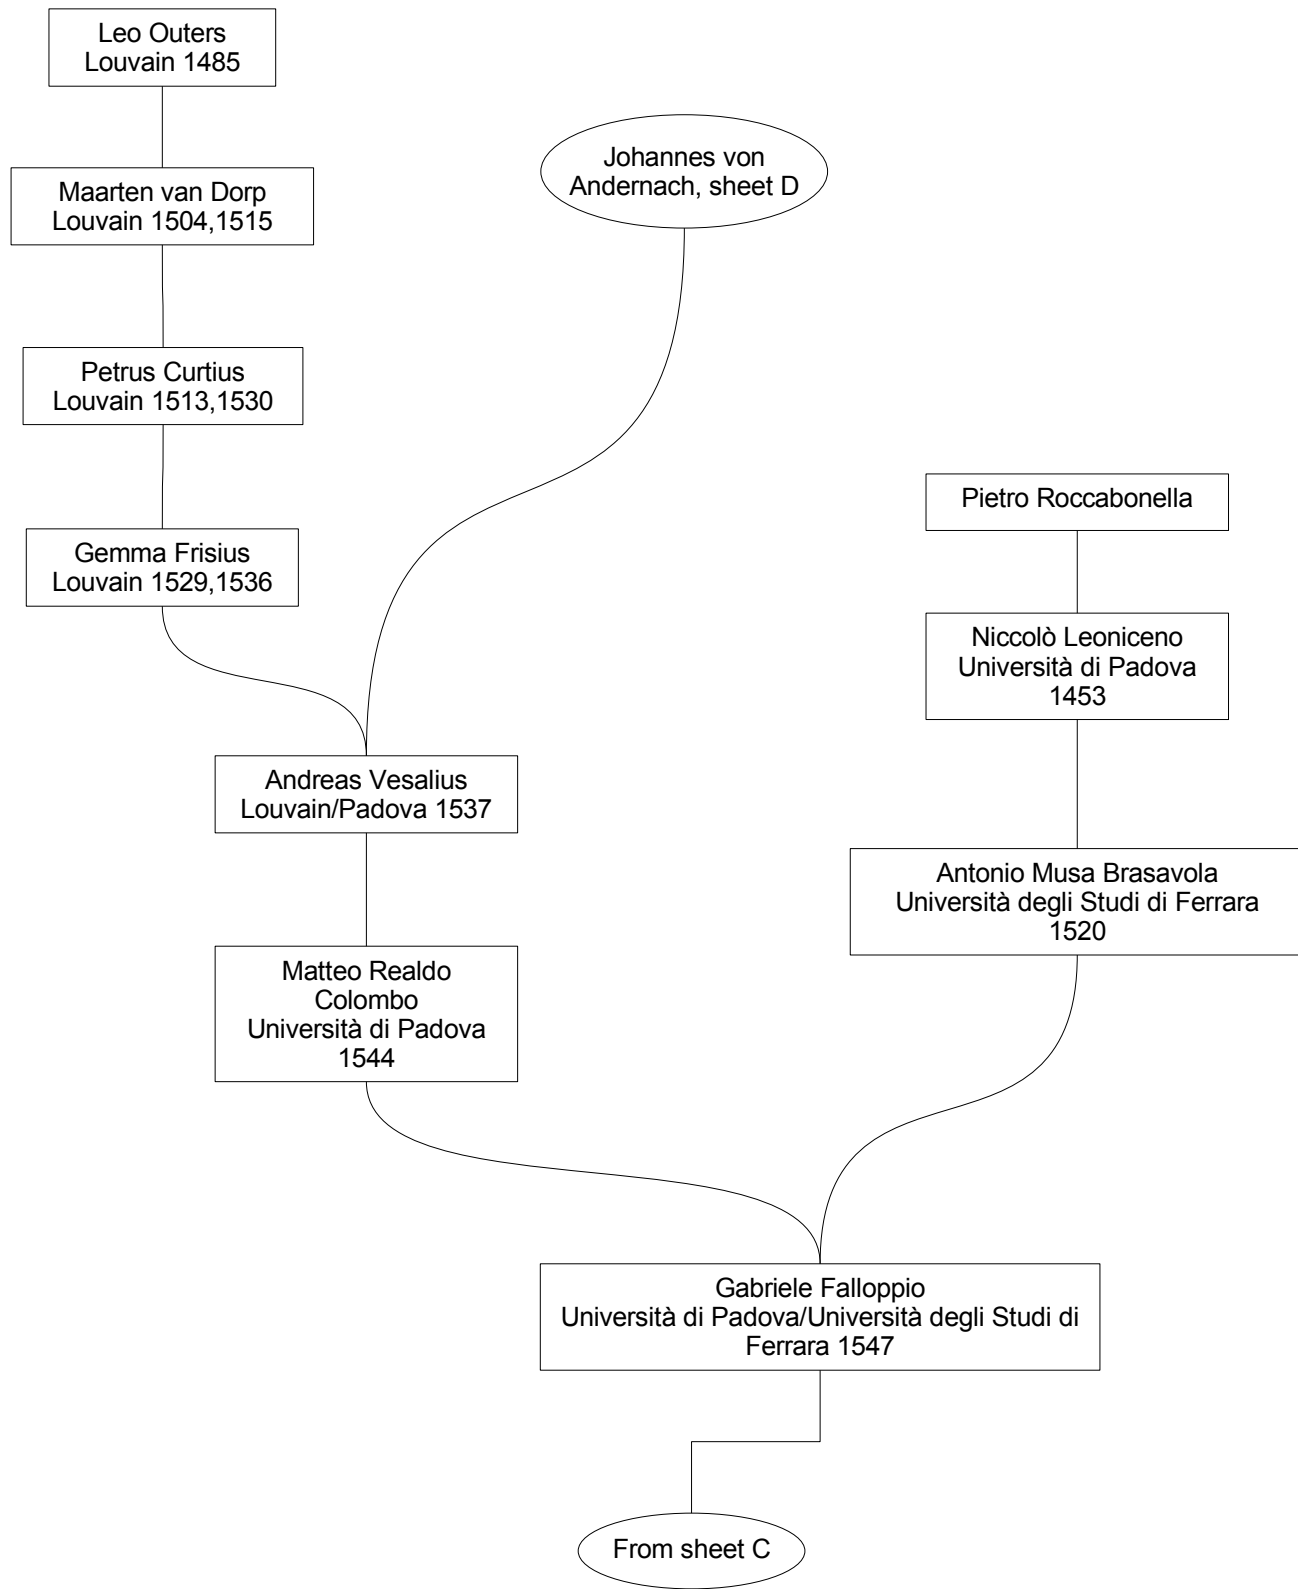 Leo Outers
Louvain 1485
Johannes von
Andernach, sheet D
Maarten van Dorp
Louvain 1504,1515
Petrus Curtius
Louvain 1513,1530
Pietro Roccabonella
Gemma Frisius
Louvain 1529,1536
Niccolò Leoniceno
Università di Padova
1453
Andreas Vesalius
Louvain/Padova 1537
Antonio Musa Brasavola
Università degli Studi di Ferrara
1520
Matteo Realdo
Colombo
Università di Padova
1544
Gabriele Falloppio
Università di Padova/Università degli Studi di
Ferrara 1547
From sheet C